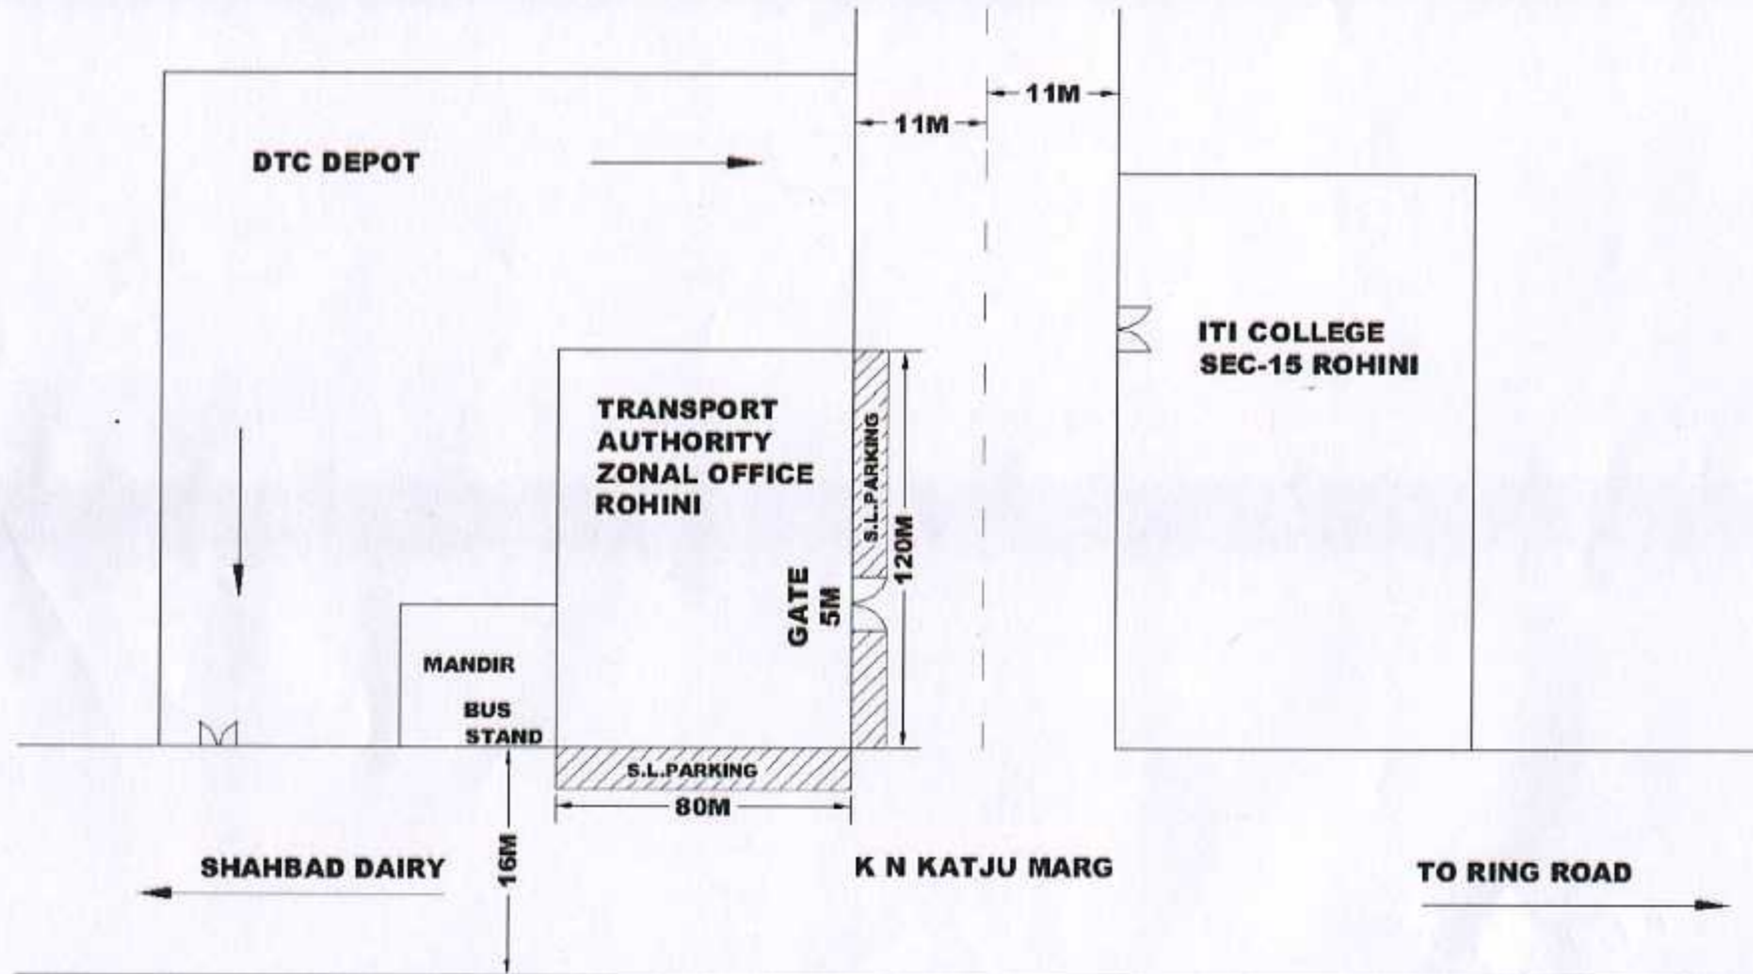 11M
11M
DTC DEPOT
ITI COLLEGE
SEC-15 ROHINI
TRANSPORT
AUTHORITY
ZONAL OFFICE
ROHINI
S.L.PARKING
120M
GATE
5M
MANDIR
BUS
STAND
S.L.PARKING
80M
16M
SHAHBAD DAIRY
K N KATJU MARG
TO RING ROAD